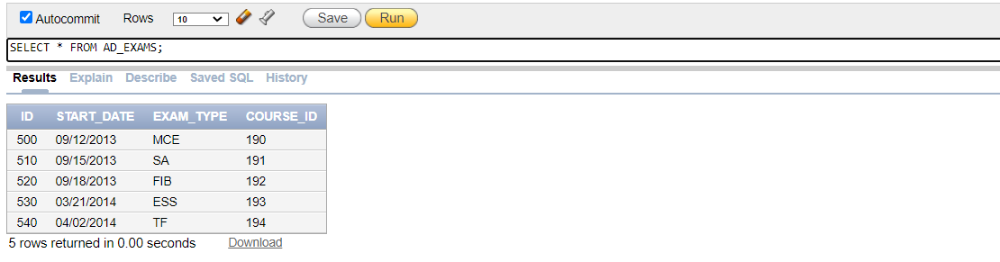 Autocommit Rows 10 Save Run
SELECT * FROM AD_EXAMS;
Results Explain Describe Saved SQL History
ID START_DATE EXAM_TYPE COURSE_ID
500 09/12/2013 MCE 190
510 09/15/2013 SA 191
520 09/18/2013 FIB 192
530 03/21/2014 ESS 193
540 04/02/2014 TF 194
5 rows returned in 0.00 seconds Download